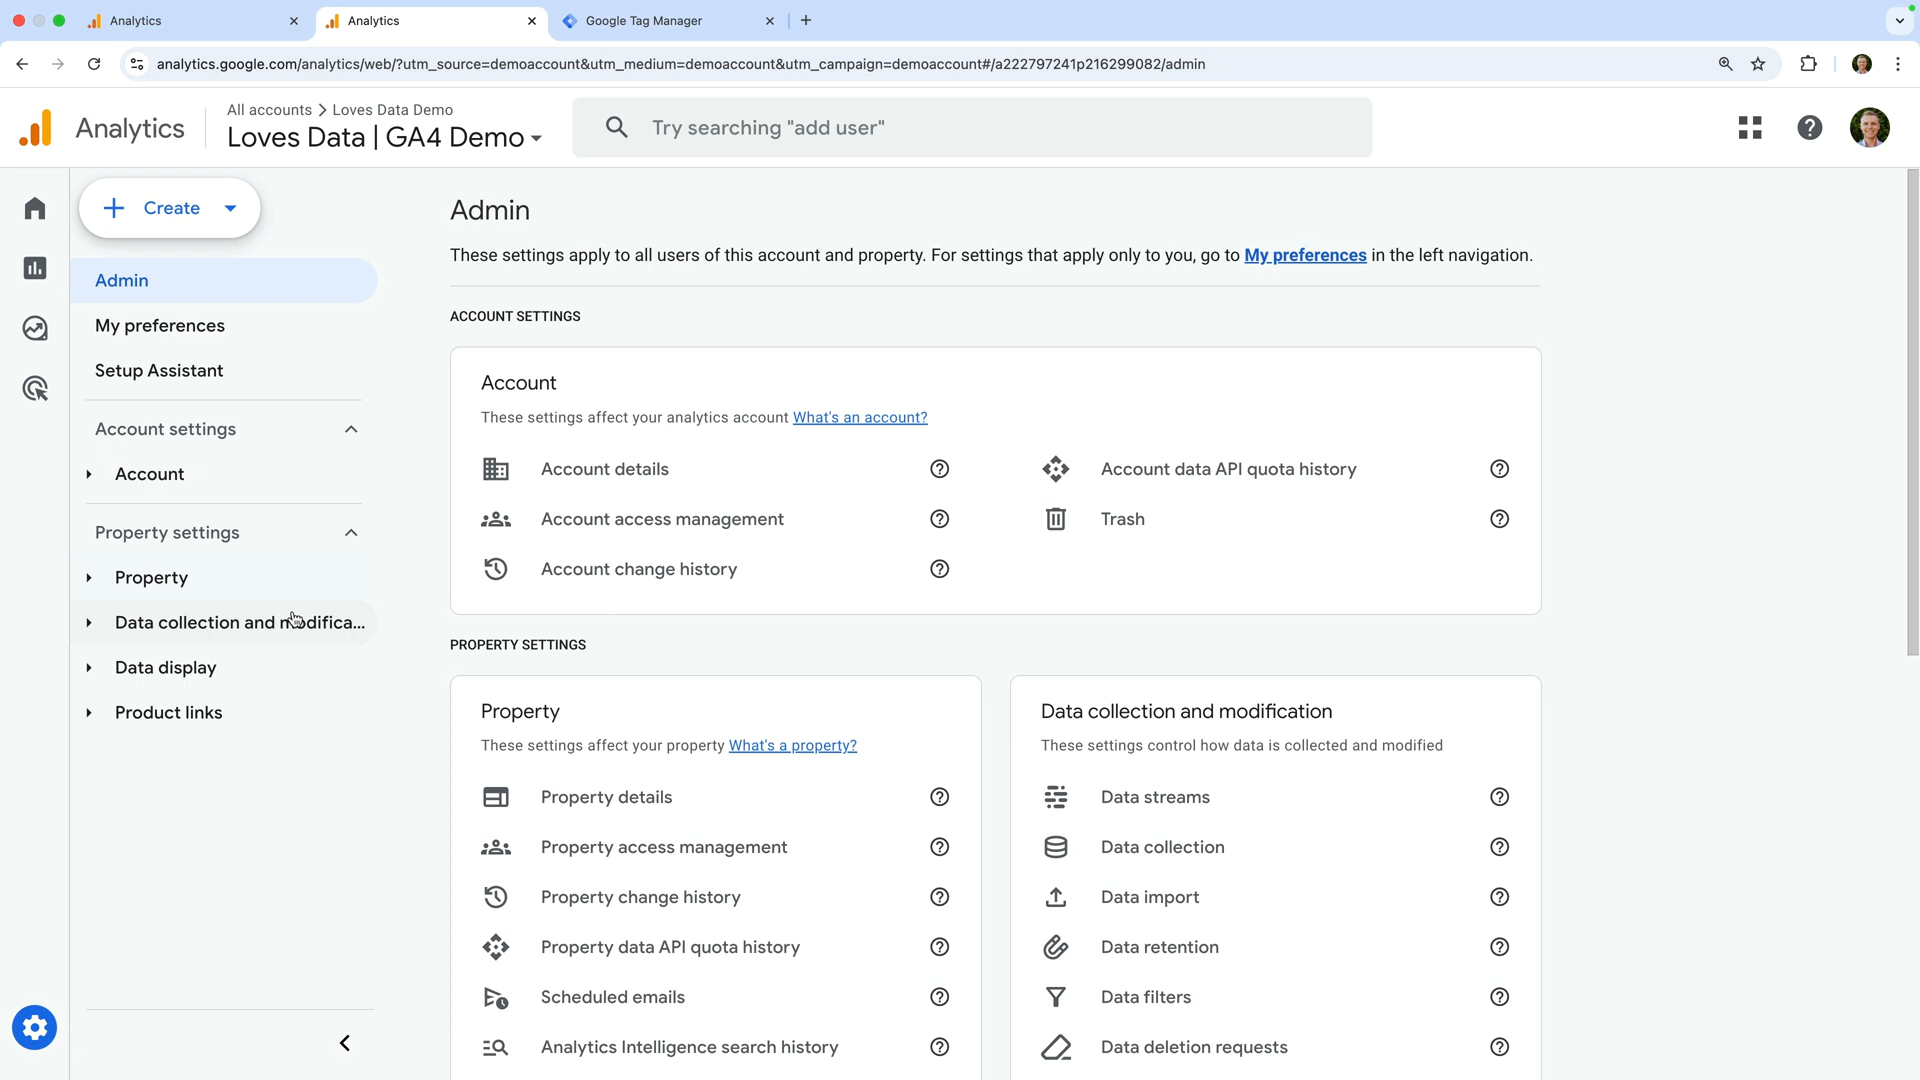 Analytics
Analytics
Google Tag Manager
analytics.google.com/analytics/web/?utm_source=demoaccount&utm_medium=demoaccount&utm_campaign=demoaccount#/a222797241p216299082/admin
Analytics
All accounts > Loves Data Demo
Loves Data | GA4 Demo
Try searching "add user"
Create
Admin
My preferences
Setup Assistant
Account settings
Account
Property settings
Property
Data collection and modifica...
Data display
Product links
Admin
These settings apply to all users of this account and property. For settings that apply only to you, go to My preferences in the left navigation.
ACCOUNT SETTINGS
Account
These settings affect your analytics account What's an account?
Account details
Account data API quota history
Account access management
Trash
Account change history
PROPERTY SETTINGS
Property
These settings affect your property What's a property?
Property details
Property access management
Property change history
Property data API quota history
Scheduled emails
Analytics Intelligence search history
Data collection and modification
These settings control how data is collected and modified
Data streams
Data collection
Data import
Data retention
Data filters
Data deletion requests